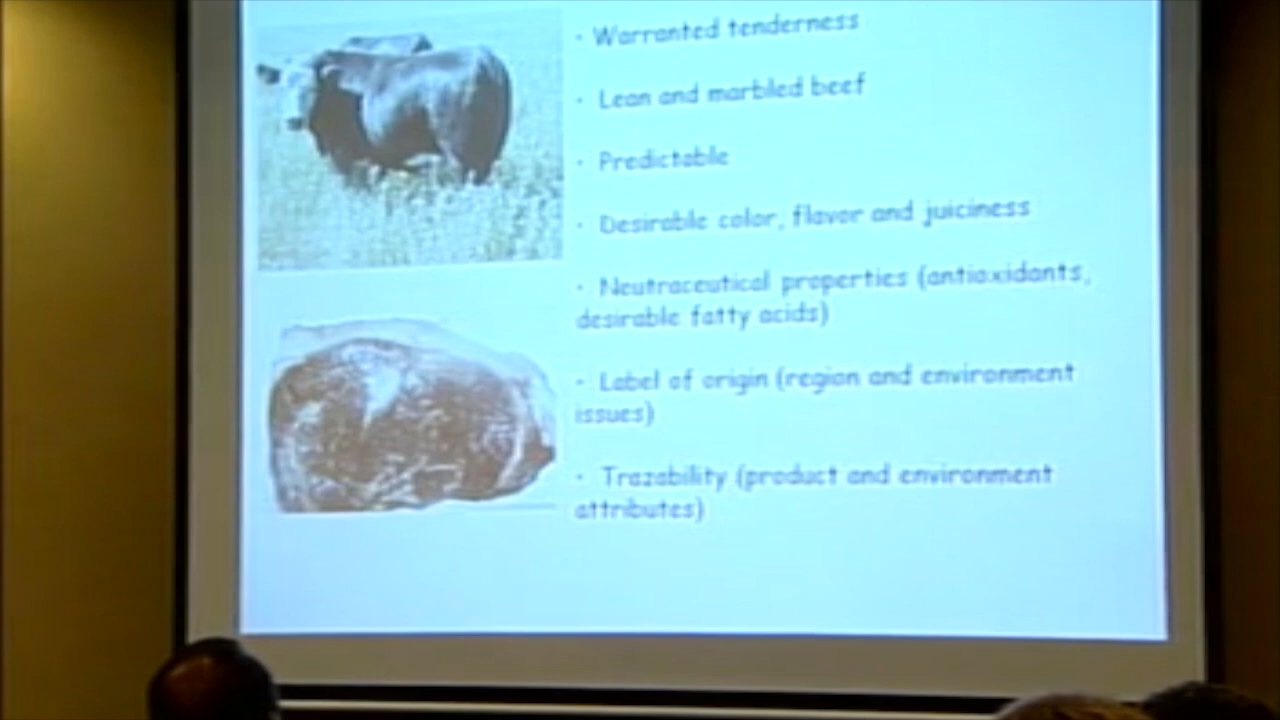 · Warranted tenderness
· Lean and marbled beef
· Predictable
· Desirable color, flavor and juiciness
· Neutraceutical properties (antioxidants,
desirable fatty acids)
· Label of origin (region and environment
issues)
· Trazability (product and environment
attributes)